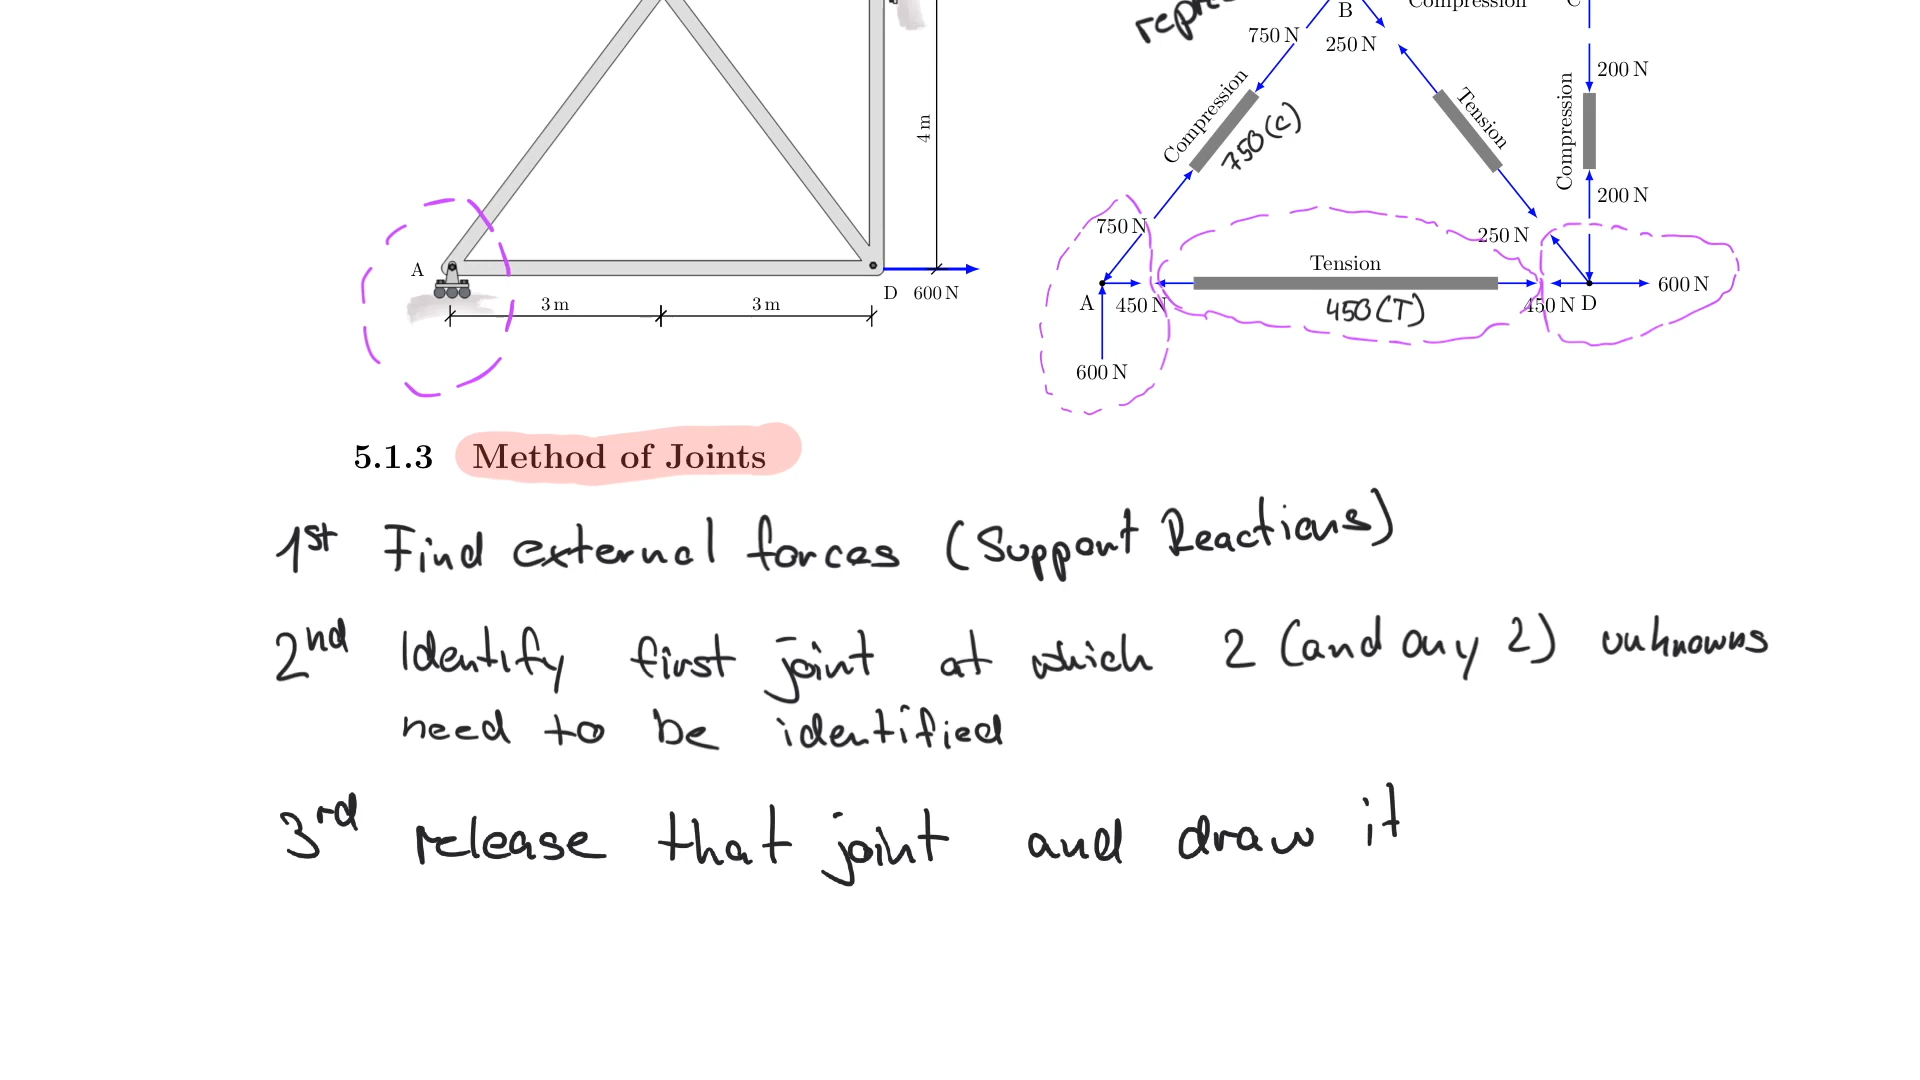 B
Compression
C
750 N
250 N
200 N
Compression
750(C)
Tension
Compression
4 m
200 N
750 N
250 N
A
Tension
600 N
D
600 N
3 m
3 m
A
450 N
450(T)
450 N
D
600 N
5.1.3 Method of Joints
1st Find external forces (Support Reactions)
2nd Identify first joint at which 2 (and ony 2) unknowns
need to be identified
3rd release that joint and draw it